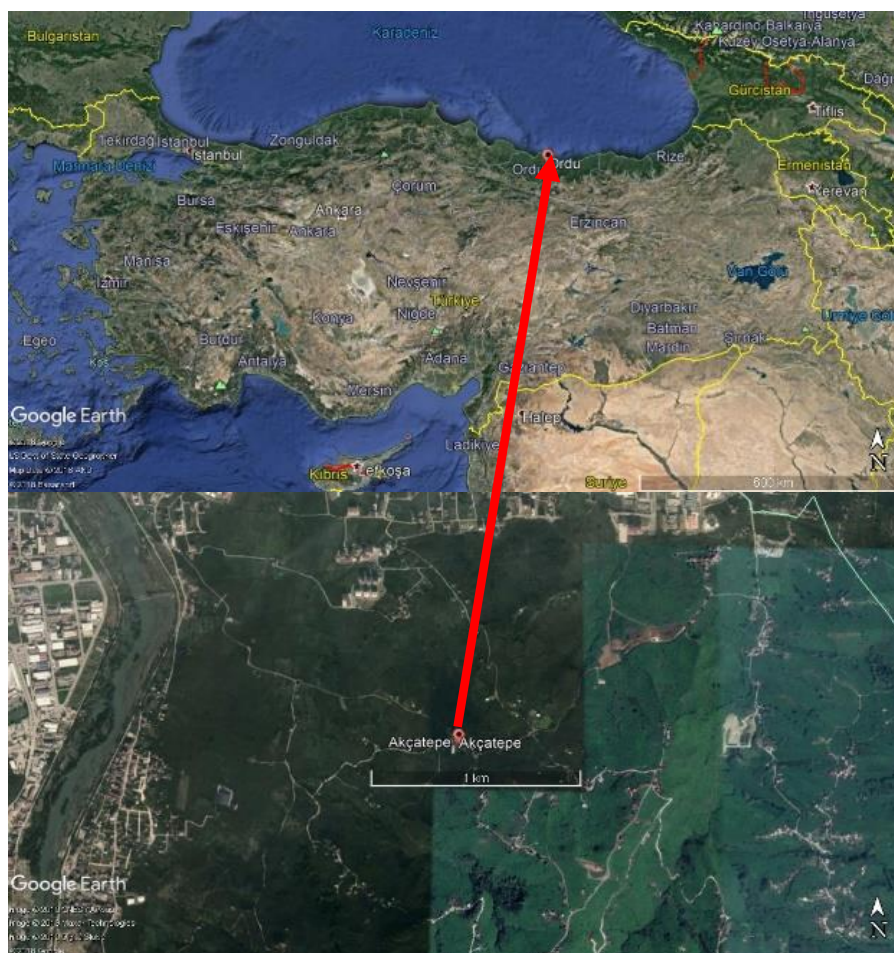 Karadeniz
Bulgaristan
Kabardino-Balkarya
İnguşetya
Kuzey Osetya-Alanya
Gürcistan
Tiflis
Tekirdağ
İstanbul
İstanbul
Zonguldak
Ordu
Ordu
Rize
Ermenistan
Yerevan
Marmara Denizi
Bursa
Çorum
Ankara
Ankara
Eskişehir
Erzincan
Manisa
İzmir
Nevşehir
Türkiye
Van Gölü
Konya
Niğde
Diyarbakır
Batman
Mardin
Şırnak
Egeo
Burdur
Antalya
Adana
Gaziantep
Mersin
Halep
Google Earth
Ladikiye
Kıbrıs
Lefkoşa
Suriye
600 km
N
Akçatepe
Akçatepe
1 km
Google Earth
N